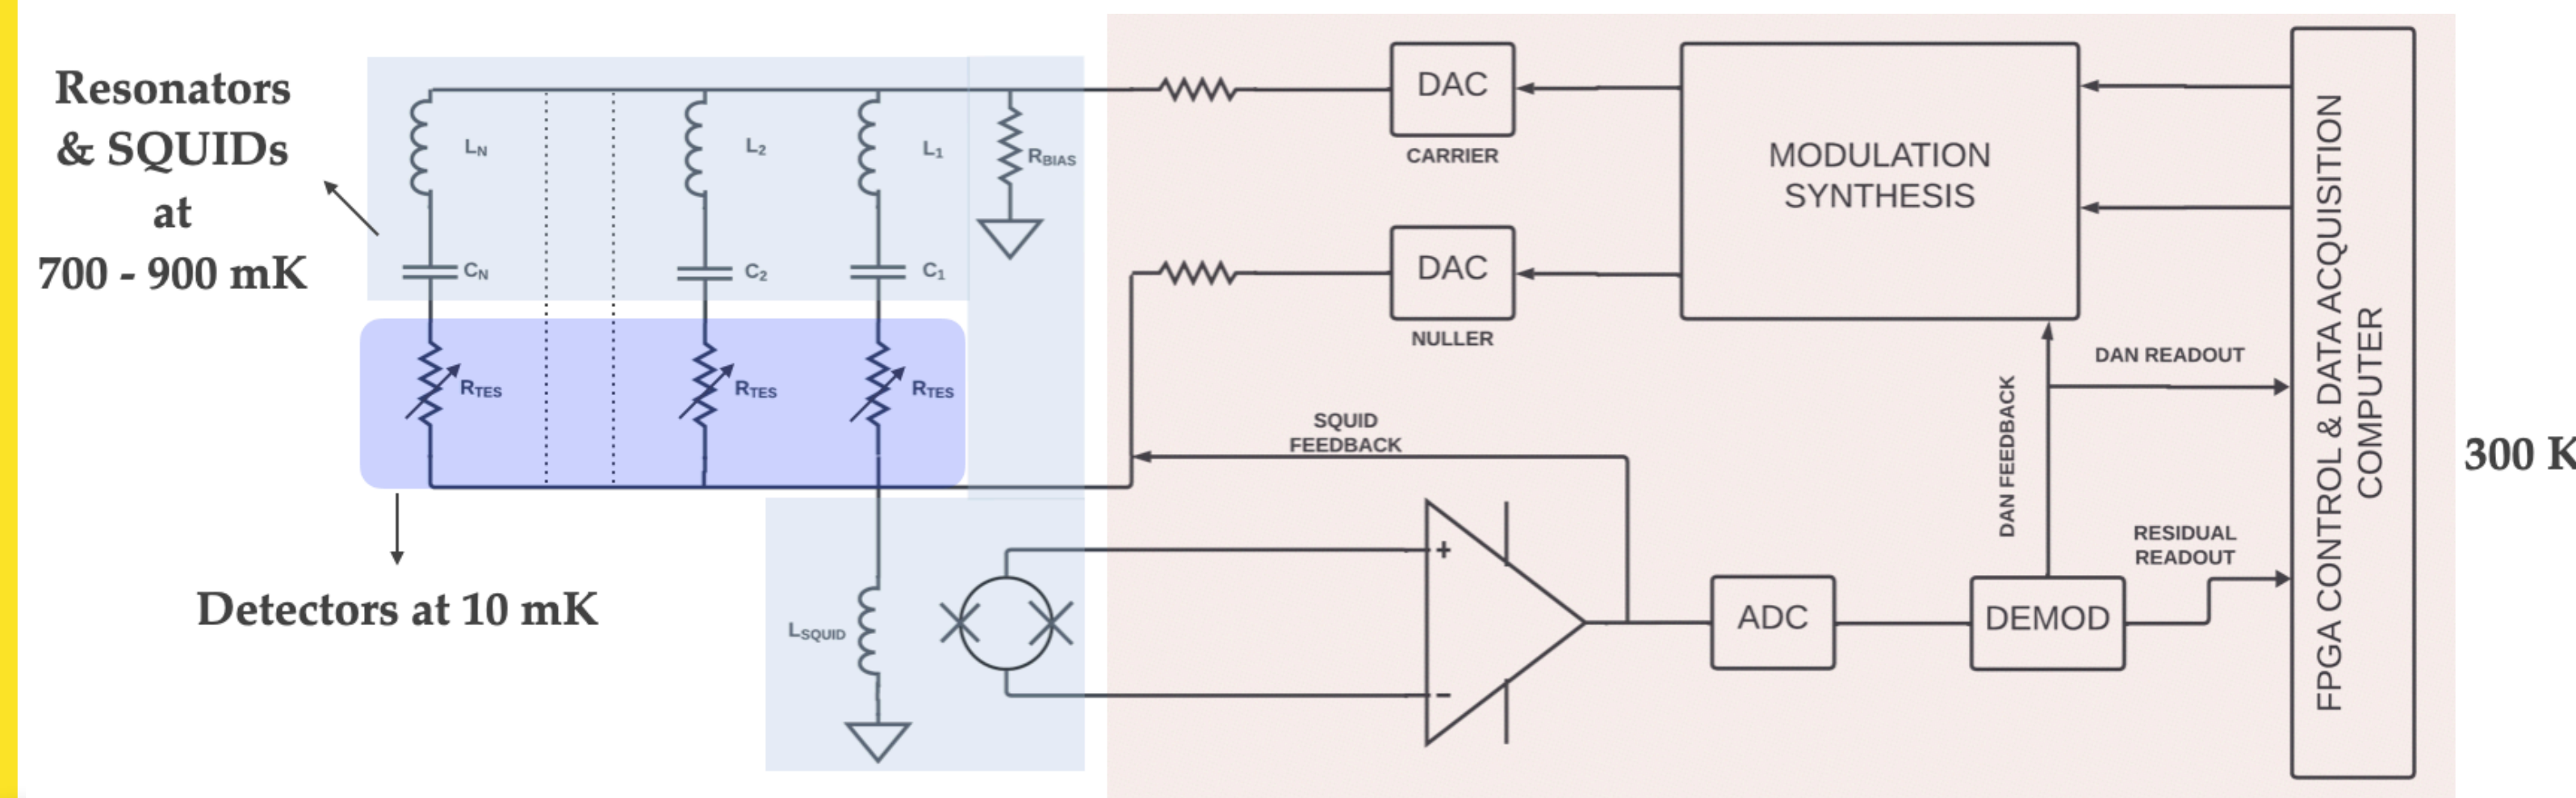 Resonators
& SQUIDs
at
700 - 900 mK
LN
L2
L1
RBIAS
CN
C2
C1
RTES
RTES
RTES
Detectors at 10 mK
LSQUID
DAC
CARRIER
DAC
NULLER
MODULATION
SYNTHESIS
SQUID
FEEDBACK
+
−
ADC
DEMOD
DAN FEEDBACK
DAN READOUT
RESIDUAL
READOUT
FPGA CONTROL & DATA ACQUISITION
COMPUTER
300 K